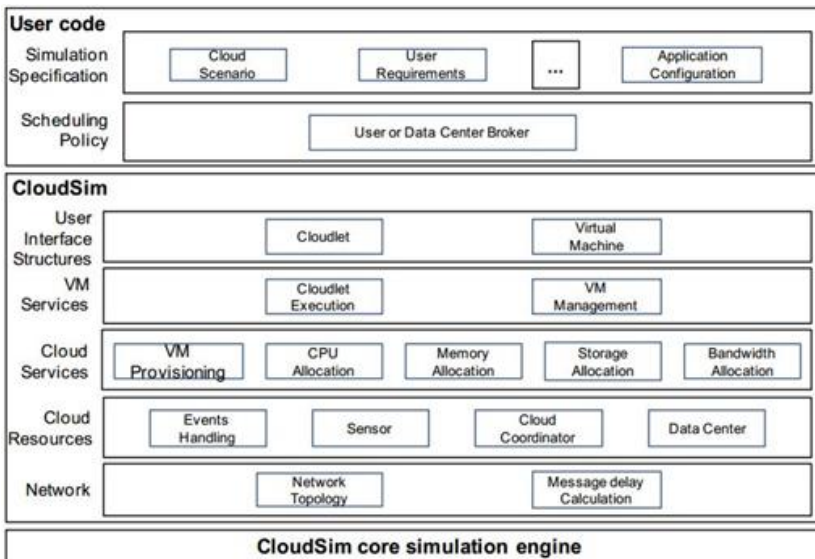 User code
Simulation
Specification
Cloud
Scenario
User
Requirements
...
Application
Configuration
Scheduling
Policy
User or Data Center Broker
CloudSim
User
Interface
Structures
Cloudlet
Virtual
Machine
VM
Services
Cloudlet
Execution
VM
Management
Cloud
Services
VM
Provisioning
CPU
Allocation
Memory
Allocation
Storage
Allocation
Bandwidth
Allocation
Cloud
Resources
Events
Handling
Sensor
Cloud
Coordinator
Data Center
Network
Network
Topology
Message delay
Calculation
CloudSim core simulation engine